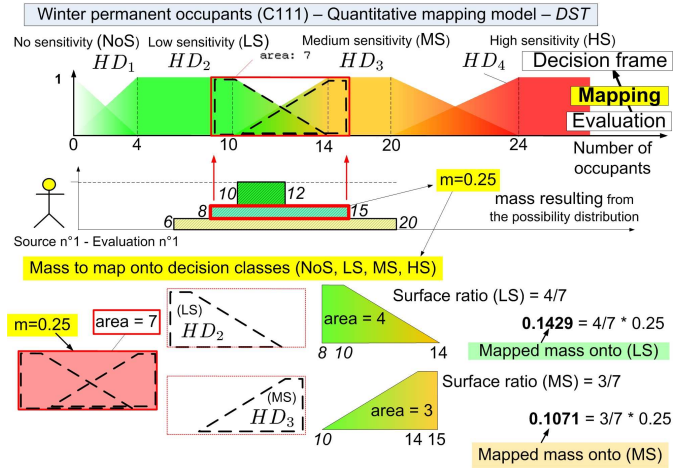 Winter permanent occupants (C111) – Quantitative mapping model – DST
No sensitivity (NoS)
Low sensitivity (LS)
Medium sensitivity (MS)
High sensitivity (HS)
area: 7
HD1
HD2
HD3
HD4
Decision frame
1
Mapping
Evaluation
0
4
10
14
20
24
Number of
occupants
0
10
12
m=0.25
8
15
6
20
mass resulting from
the possibility distribution
Source n°1 - Evaluation n°1
Mass to map onto decision classes (NoS, LS, MS, HS)
m=0.25
area = 7
(LS)
HD2
area = 4
8
10
14
Surface ratio (LS) = 4/7
0.1429 = 4/7 * 0.25
Mapped mass onto (LS)
(MS)
HD3
area = 3
10
14
15
Surface ratio (MS) = 3/7
0.1071 = 3/7 * 0.25
Mapped mass onto (MS)